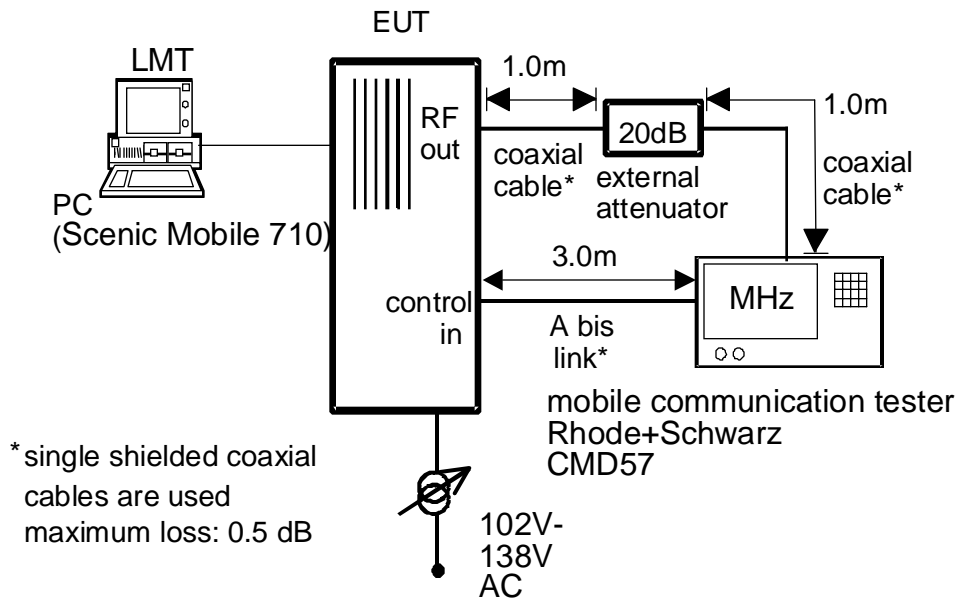 EUT
LMT
PC
(Scenic Mobile 710)
RF
out
1.0m
coaxial
cable*
20dB
external
attenuator
1.0m
coaxial
cable*
control
in
3.0m
A bis
link*
MHz
mobile communication tester
Rhode+Schwarz
CMD57
*single shielded coaxial
cables are used
maximum loss: 0.5 dB
102V-
138V
AC